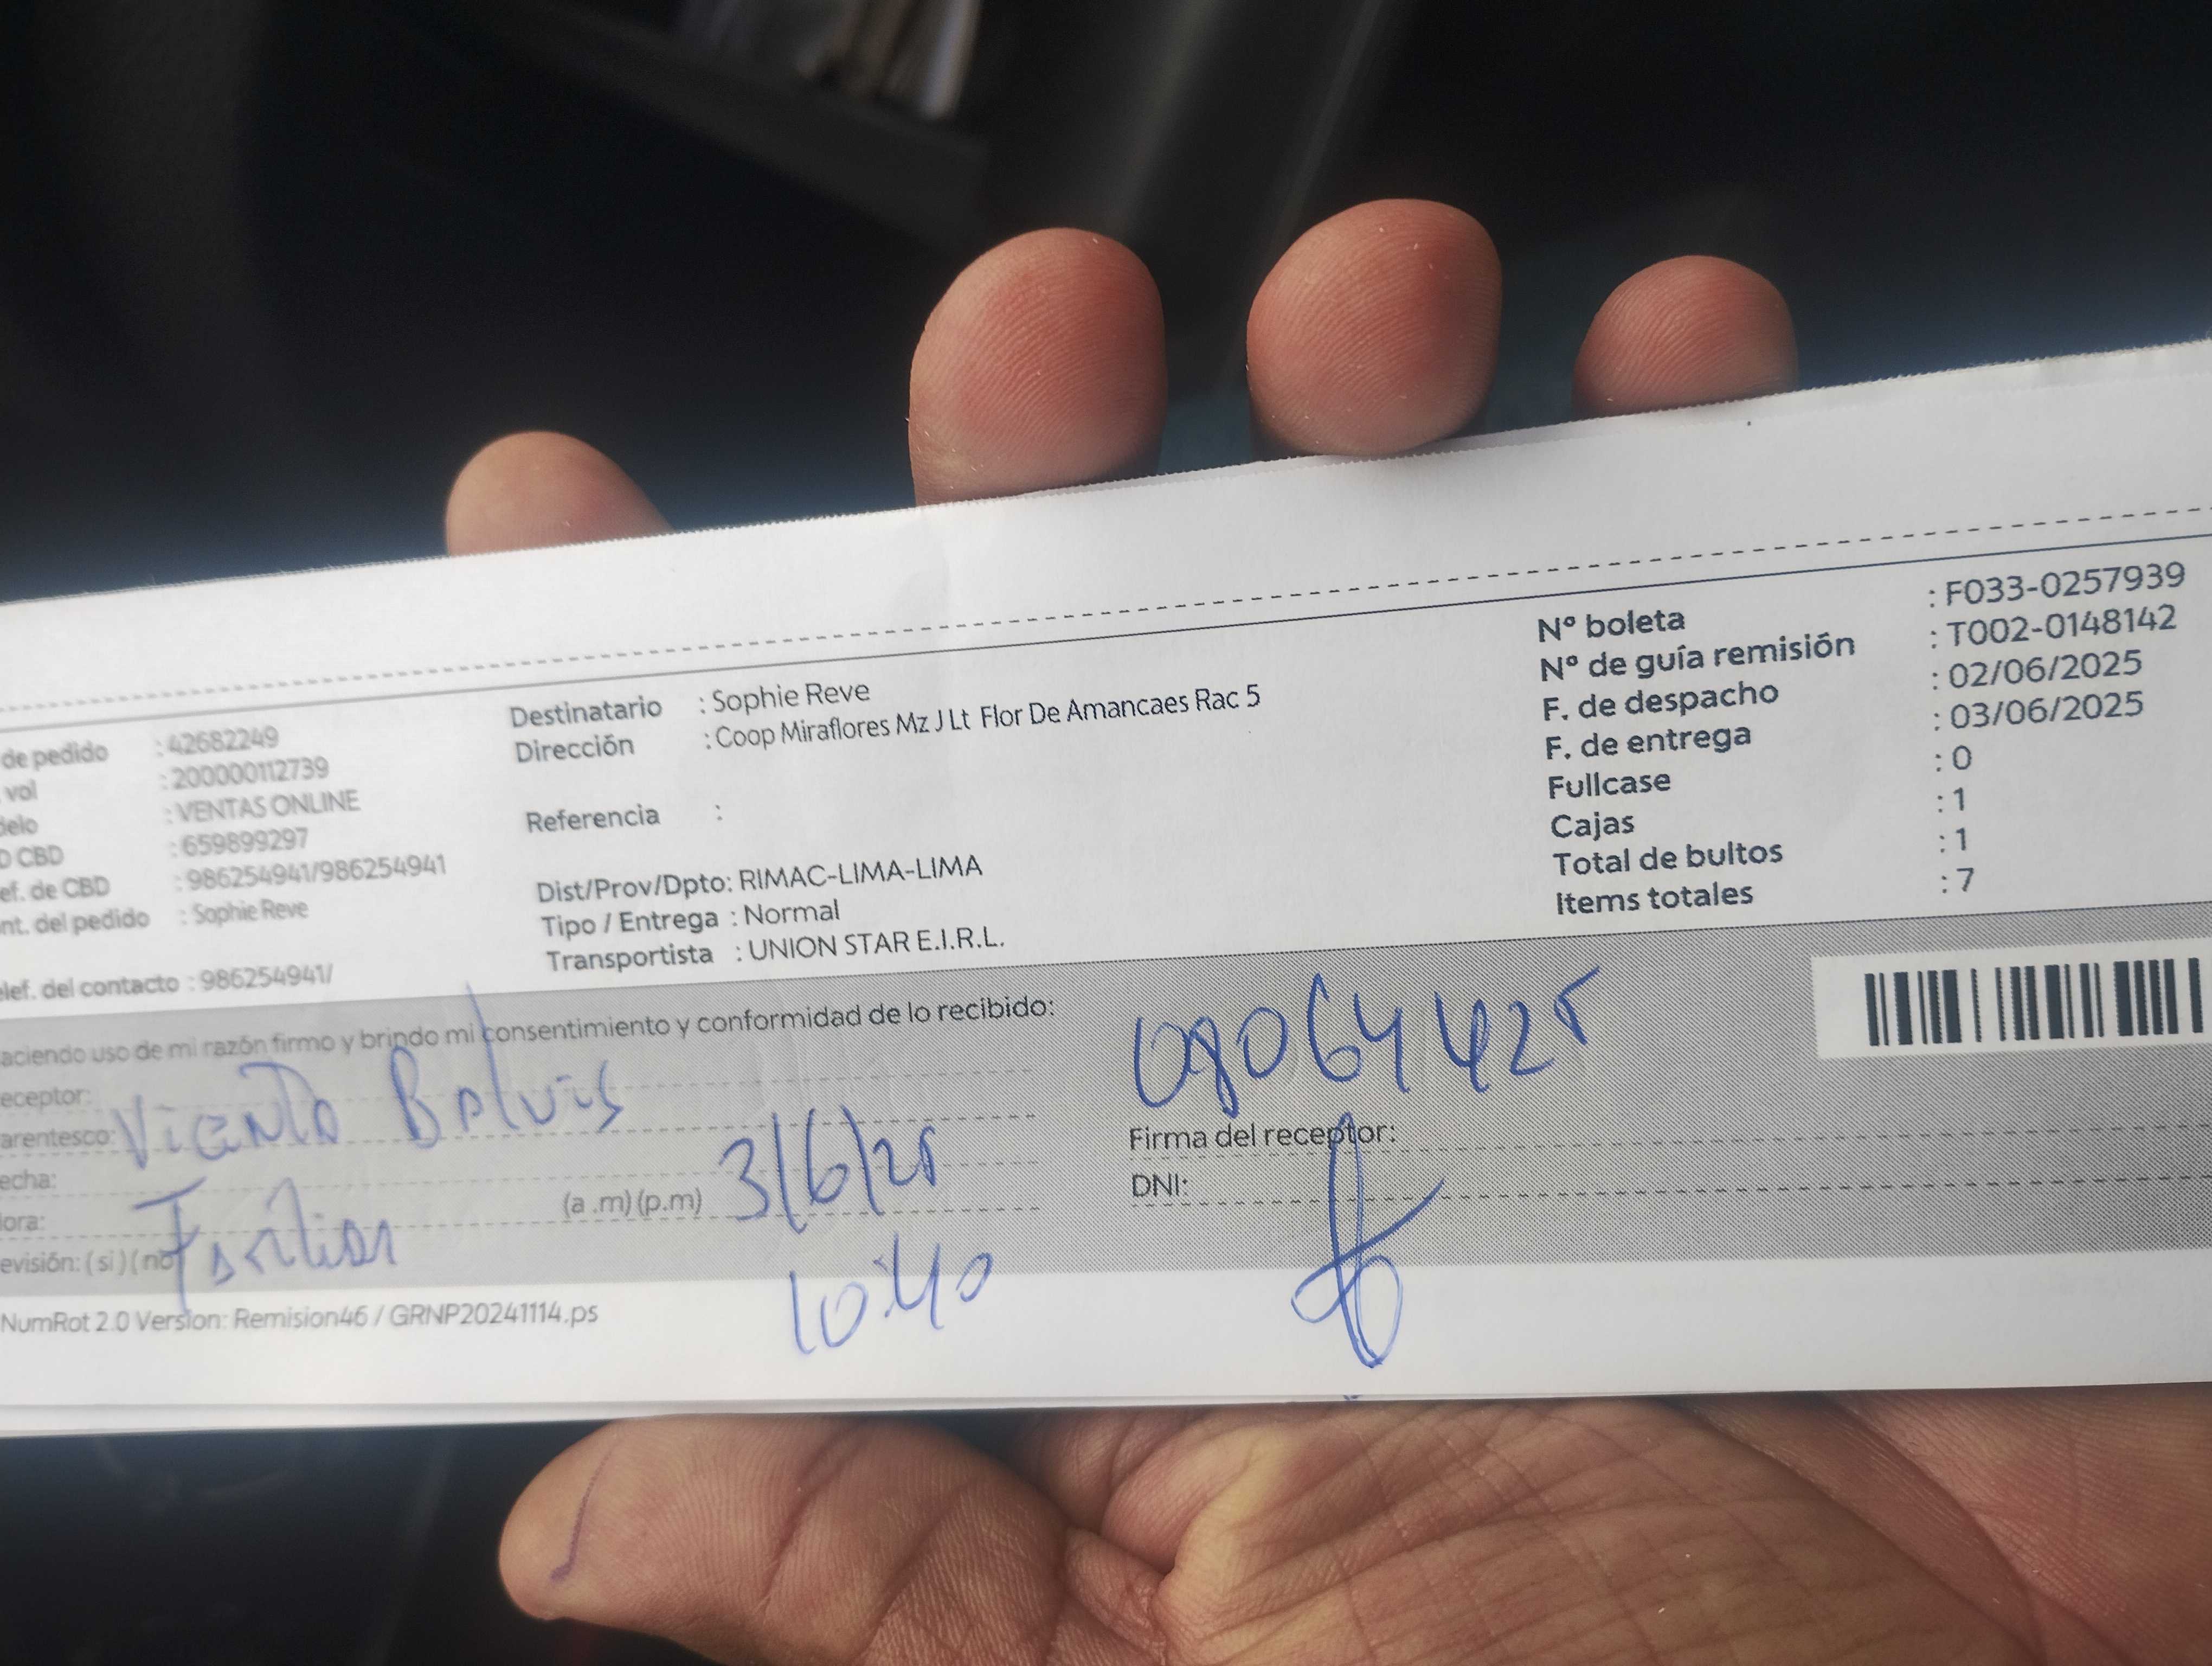 de pedido : 42682249
vol : 200000112739
delo : VENTAS ONLINE
D CBD : 659899297
ef. de CBD : 986254941/986254941
nt. del pedido : Sophie Reve
elef. del contacto : 986254941/
Destinatario : Sophie Reve
Dirección : Coop Miraflores Mz J Lt Flor De Amancaes Rac 5
Referencia :
Dist/Prov/Dpto: RIMAC-LIMA-LIMA
Tipo / Entrega : Normal
Transportista : UNION STAR E.I.R.L.
Nº boleta : F033-0257939
Nº de guía remisión : T002-0148142
F. de despacho : 02/06/2025
F. de entrega : 03/06/2025
Fullcase : 0
Cajas : 1
Total de bultos : 1
Items totales : 7
aciendo uso de mi razón firmo y brindo mi consentimiento y conformidad de lo recibido:
eceptor:
arentesco:
echa:
ora: (a .m) (p.m)
evisión: ( si ) ( no
3/6/25
10:40
08064425
Firma del receptor:
DNI:
NumRot 2.0 Version: Remision46 / GRNP20241114.ps